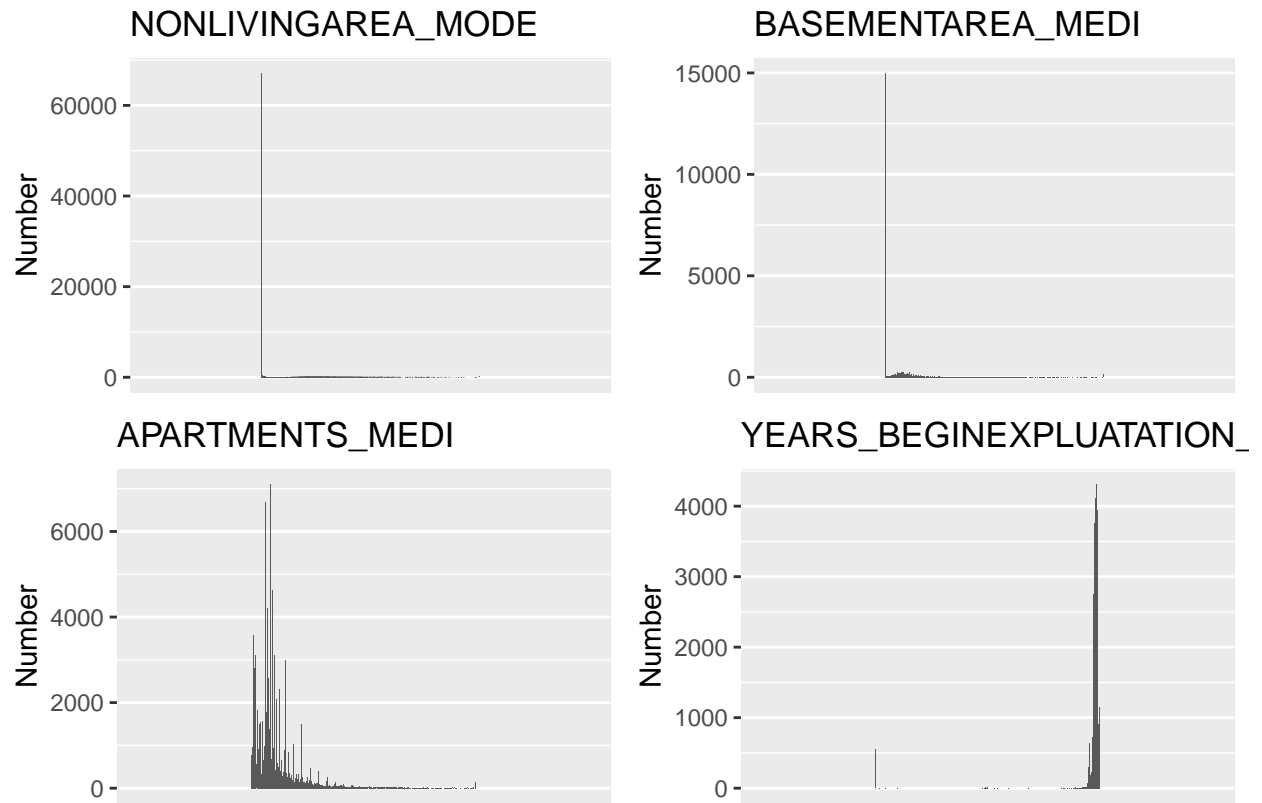 NONLIVINGAREA_MODE
Number
60000
40000
20000
0
BASEMENTAREA_MEDI
Number
15000
10000
5000
0
APARTMENTS_MEDI
Number
6000
4000
2000
0
YEARS_BEGINEXPLUATATION_
Number
4000
3000
2000
1000
0